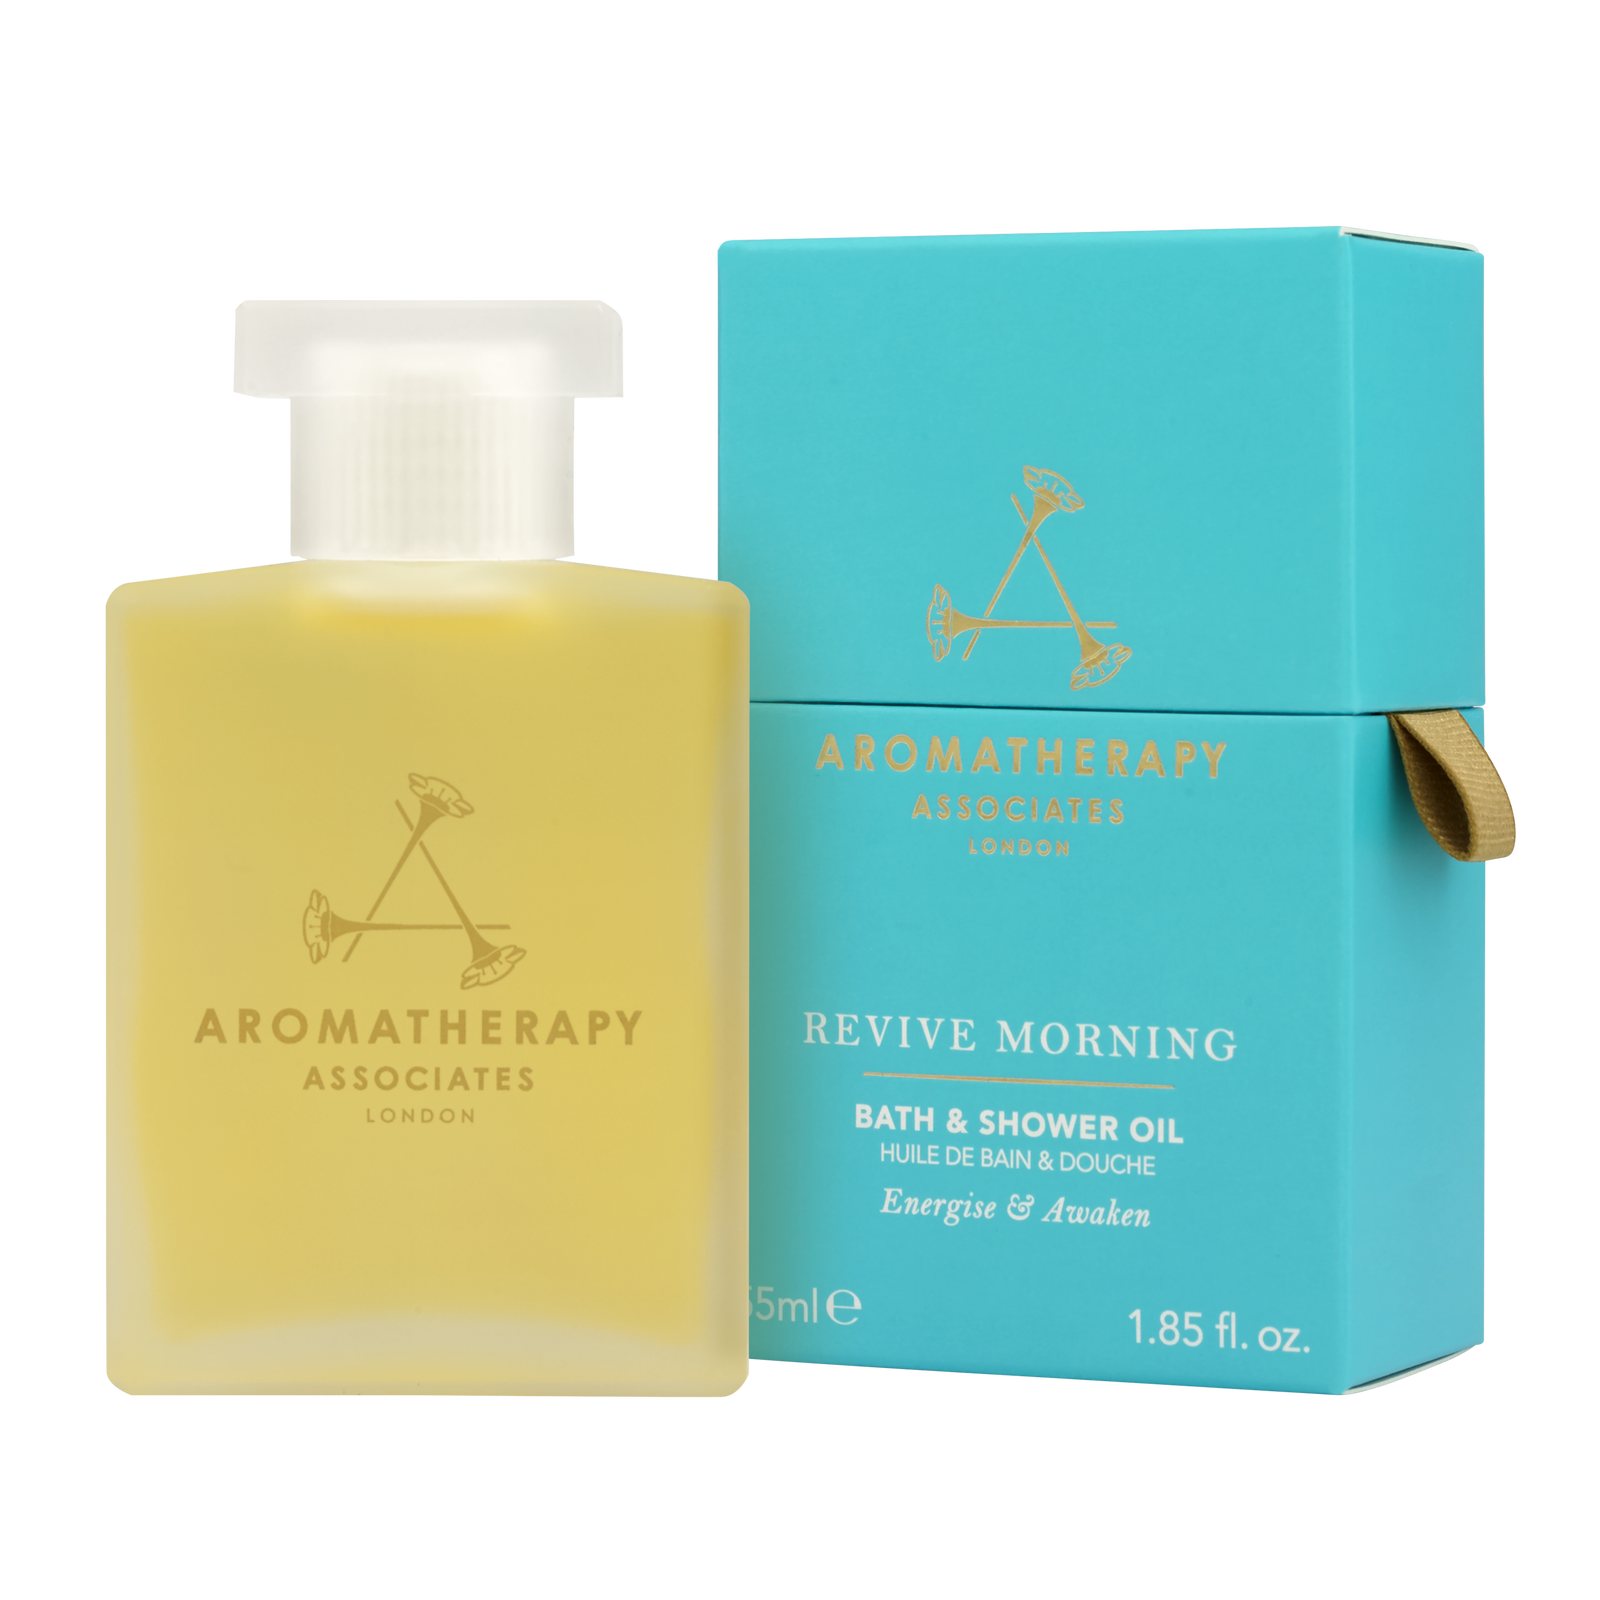 AROMATHERAPY
ASSOCIATES
LONDON
AROMATHERAPY
ASSOCIATES
LONDON
REVIVE MORNING
BATH & SHOWER OIL
HUILE DE BAIN & DOUCHE
Energise & Awaken
55ml ℮
1.85 fl. oz.